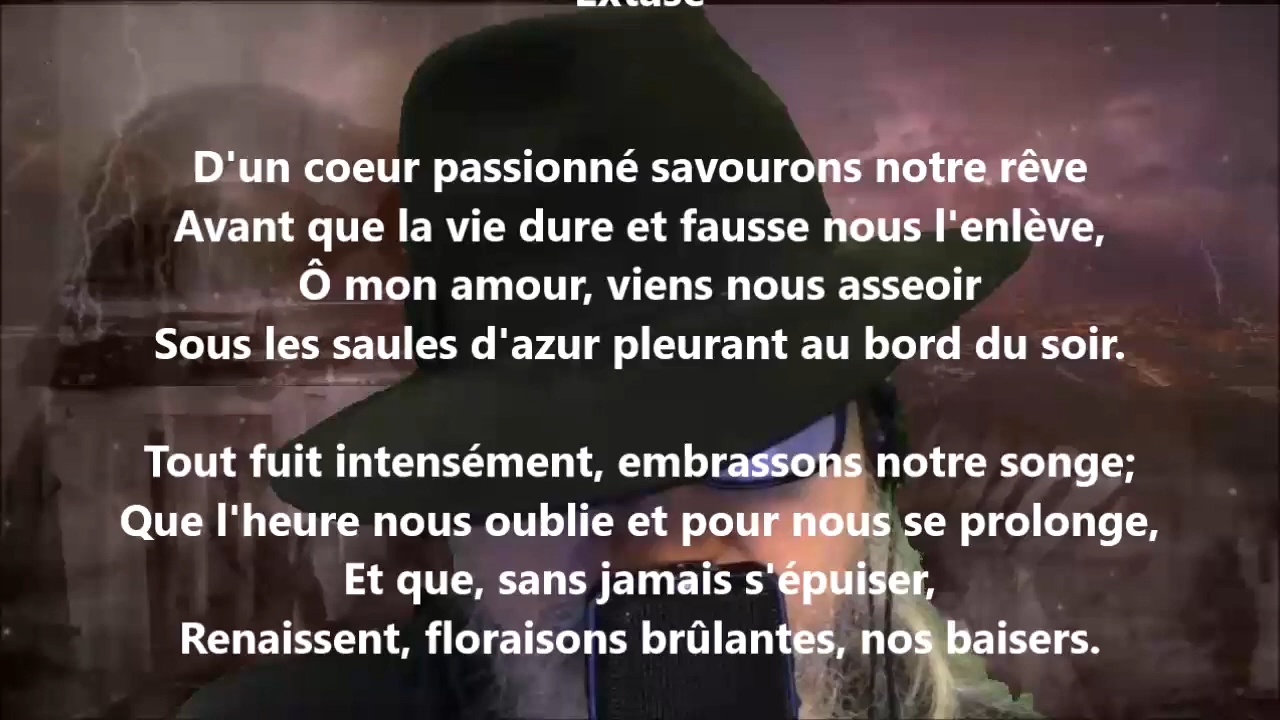 Extase
D'un coeur passionné savourons notre rêve
Avant que la vie dure et fausse nous l'enlève,
Ô mon amour, viens nous asseoir
Sous les saules d'azur pleurant au bord du soir.
Tout fuit intensément, embrassons notre songe;
Que l'heure nous oublie et pour nous se prolonge,
Et que, sans jamais s'épuiser,
Renaissent, floraisons brûlantes, nos baisers.